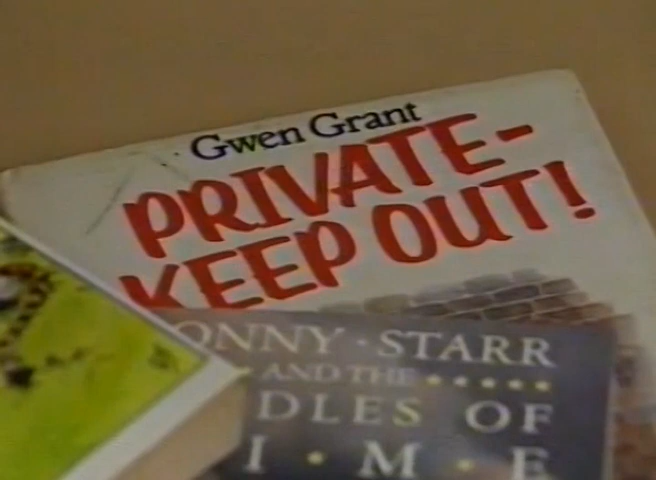 Gwen Grant
PRIVATE-
KEEP OUT!
ONNY · STARR
AND THE
DLES OF
I • M • E